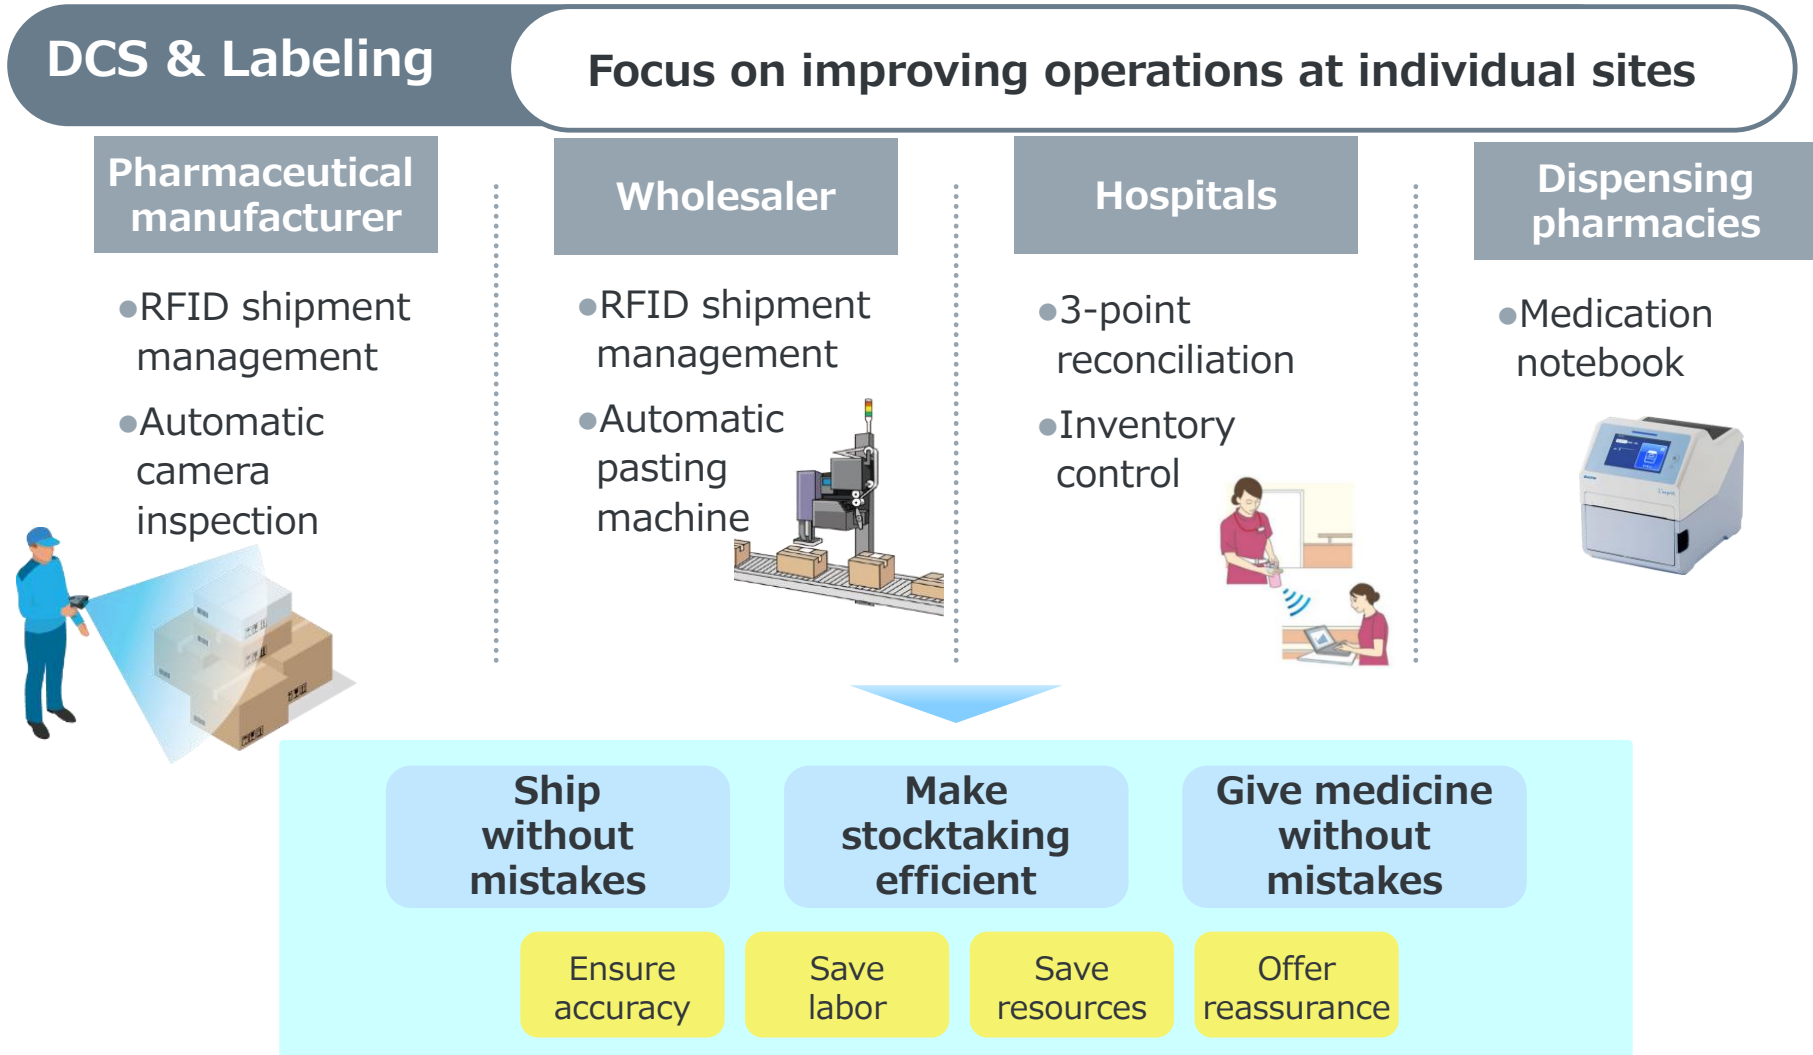 DCS & Labeling
Focus on improving operations at individual sites
Pharmaceutical
manufacturer
●RFID shipment
management
●Automatic
camera
inspection
Wholesaler
●RFID shipment
management
●Automatic
pasting
machine
Hospitals
●3-point
reconciliation
●Inventory
control
Dispensing
pharmacies
●Medication
notebook
Ship
without
mistakes
Make
stocktaking
efficient
Give medicine
without
mistakes
Ensure
accuracy
Save
labor
Save
resources
Offer
reassurance